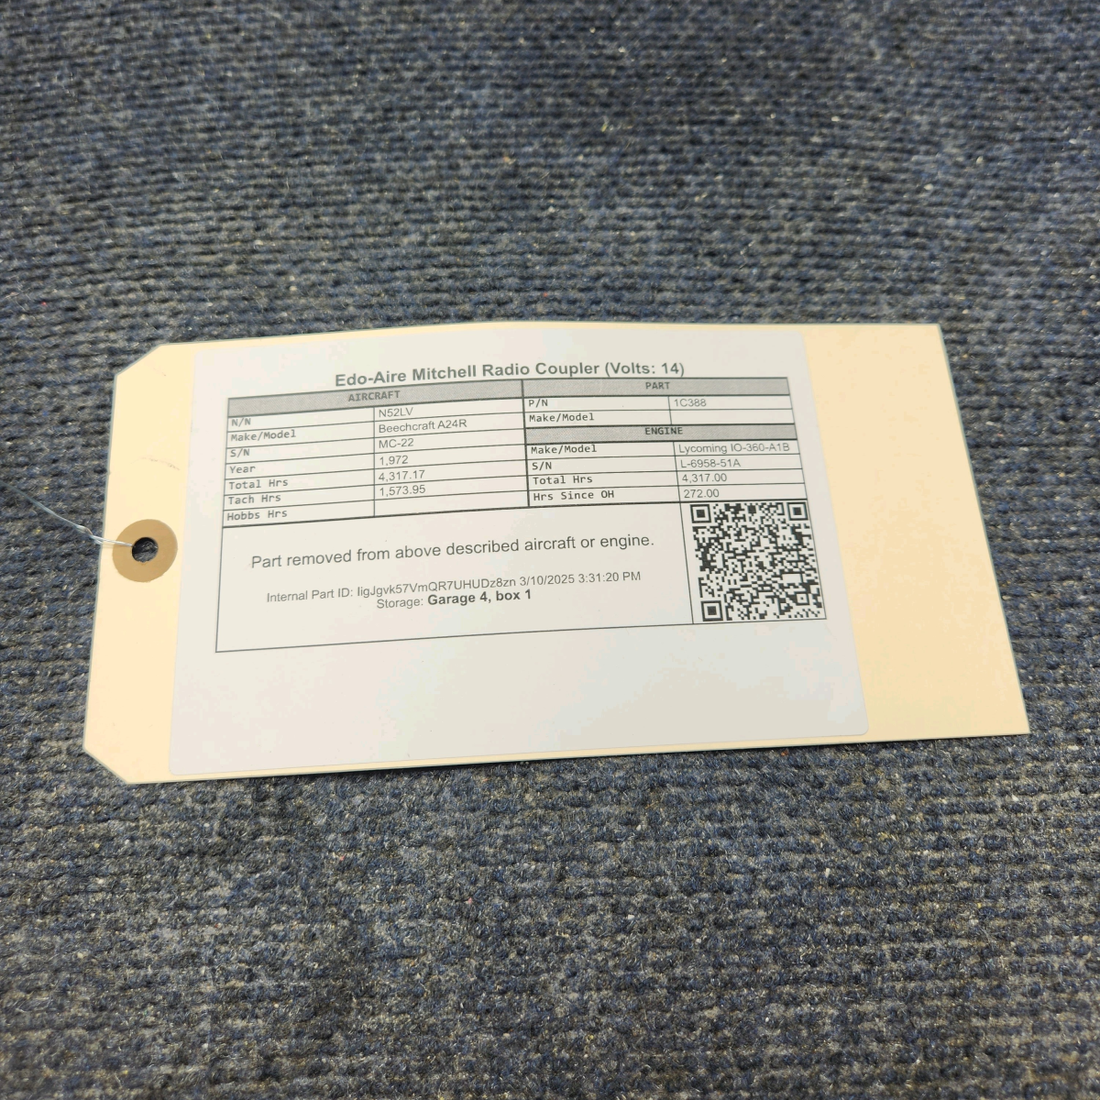 Edo-Aire Mitchell Radio Coupler (Volts: 14)
AIRCRAFT
N/N N52LV
Make/Model Beechcraft A24R
S/N MC-22
Year 1,972
Total Hrs 4,317.17
Tach Hrs 1,573.95
Hobbs Hrs
PART
P/N 1C388
Make/Model
ENGINE
Make/Model Lycoming IO-360-A1B
S/N L-6958-51A
Total Hrs 4,317.00
Hrs Since OH 272.00
Part removed from above described aircraft or engine.
Internal Part ID: IigJgvk57VmQR7UHUDz8zn 3/10/2025 3:31:20 PM
Storage: Garage 4, box 1